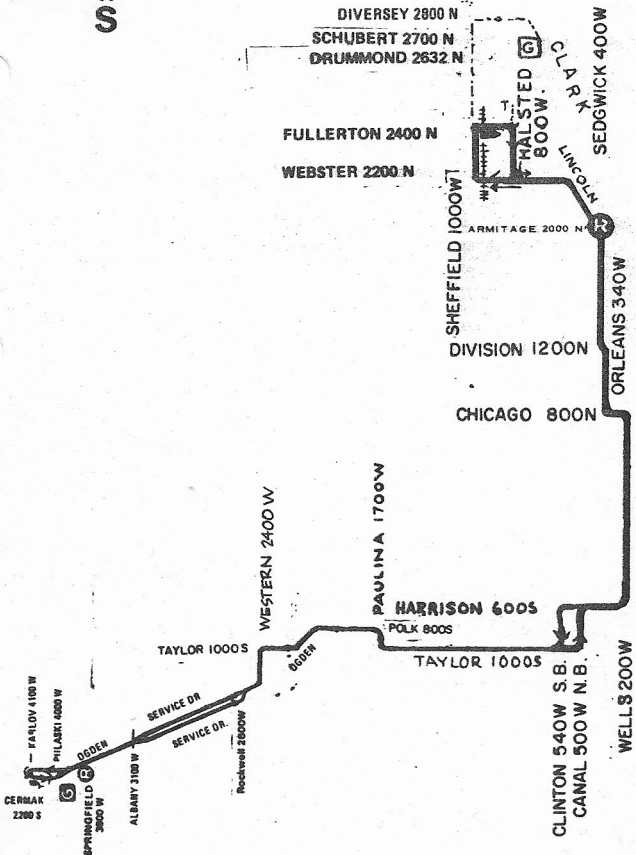 S
DIVERSEY 2800 N
SCHUBERT 2700 N
DRUMMOND 2632 N
G
CLARK
SEDGWICK 400W
HALSTED
800W.
T
FULLERTON 2400 N
WEBSTER 2200 N
LINCOLN
SHEFFIELD 1000W
ARMITAGE 2000 N
R
ORLEANS 340W
DIVISION 1200N
CHICAGO 800N
WESTERN 2400 W
PAULINA 1700W
HARRISON 600S
POLK 800S
TAYLOR 1000S
OGDEN
TAYLOR 1000S
CLINTON 540W S.B.
CANAL 500W N.B.
WELLS 200W
KARLOV 4100 W
PULASKI 4000 W
OGDEN
SERVICE DR
SERVICE DR.
Rockwell 2600W
ALBANY 3100 W
CERMAK
2200 S
G
R
SPRINGFIELD
3900 W